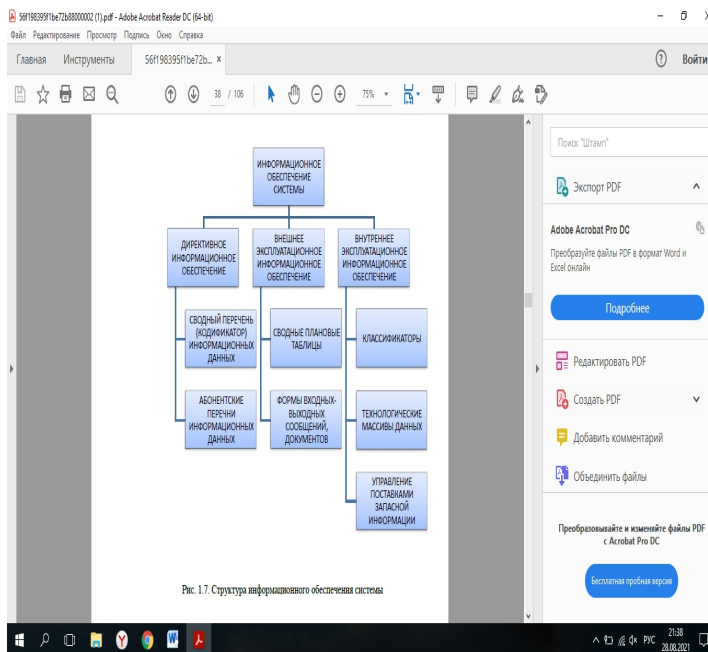 56f198395f1be72b88000002 (1).pdf - Adobe Acrobat Reader DC (64-bit)
Файл Редактирование Просмотр Подпись Окно Справка
Главная Инструменты 56f198395f1be72b... × Войти
38 / 106 75%
ИНФОРМАЦИОННОЕ
ОБЕСПЕЧЕНИЕ
СИСТЕМЫ
ДИРЕКТИВНОЕ
ИНФОРМАЦИОННОЕ
ОБЕСПЕЧЕНИЕ
ВНЕШНЕЕ
ЭКСПЛУАТАЦИОННОЕ
ИНФОРМАЦИОННОЕ
ОБЕСПЕЧЕНИЕ
ВНУТРЕННЕЕ
ЭКСПЛУАТАЦИОННОЕ
ИНФОРМАЦИОННОЕ
ОБЕСПЕЧЕНИЕ
СВОДНЫЙ ПЕРЕЧЕНЬ
(КОДИФИКАТОР)
ИНФОРМАЦИОННЫХ
ДАННЫХ
СВОДНЫЕ ПЛАНОВЫЕ
ТАБЛИЦЫ
КЛАССИФИКАТОРЫ
АБОНЕНТСКИЕ
ПЕРЕЧНИ
ИНФОРМАЦИОННЫХ
ДАННЫХ
ФОРМЫ ВХОДНЫХ-
ВЫХОДНЫХ
СООБЩЕНИЙ,
ДОКУМЕНТОВ
ТЕХНОЛОГИЧЕСКИЕ
МАССИВЫ ДАННЫХ
УПРАВЛЕНИЕ
ПОСТАВКАМИ
ЗАПАСНОЙ
ИНФОРМАЦИИ
Рис. 1.7. Структура информационного обеспечения системы
Поиск "Штамп"
Экспорт PDF
Adobe Acrobat Pro DC
Преобразуйте файлы PDF в формат Word и
Excel онлайн
Подробнее
Редактировать PDF
Создать PDF
Добавить комментарий
Объединить файлы
Преобразовывайте и изменяйте файлы PDF
с Acrobat Pro DC
Бесплатная пробная версия
РУС
21:38
28.08.2021